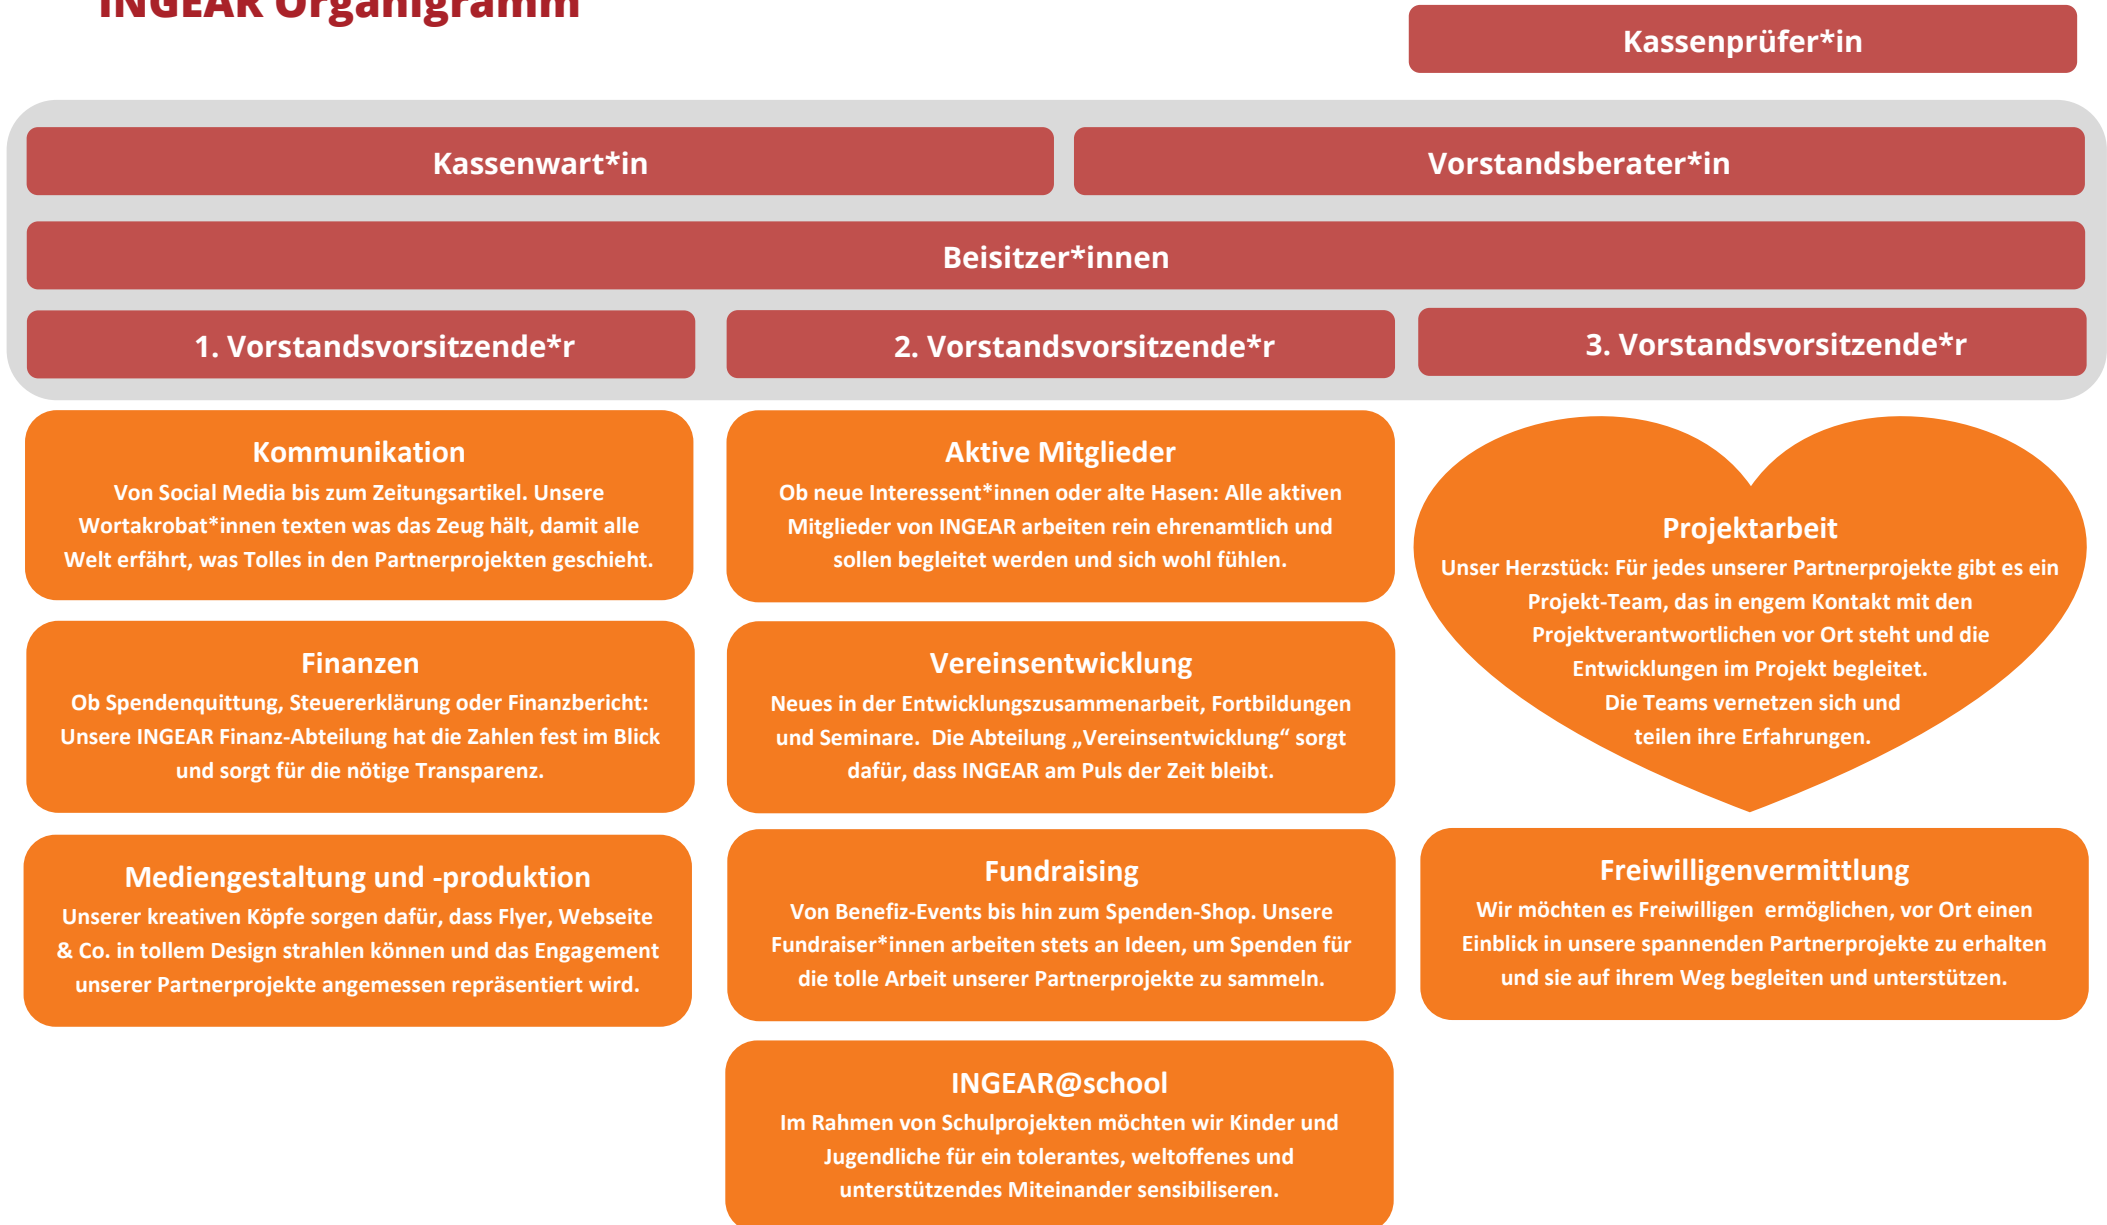 INGEAR Organigramm
Kassenprüfer*in
Kassenwart*in
Vorstandsberater*in
Beisitzer*innen
1. Vorstandsvorsitzende*r
2. Vorstandsvorsitzende*r
3. Vorstandsvorsitzende*r
Kommunikation
Von Social Media bis zum Zeitungsartikel. Unsere
Wortakrobat*innen texten was das Zeug hält, damit alle
Welt erfährt, was Tolles in den Partnerprojekten geschieht.
Finanzen
Ob Spendenquittung, Steuererklärung oder Finanzbericht:
Unsere INGEAR Finanz-Abteilung hat die Zahlen fest im Blick
und sorgt für die nötige Transparenz.
Mediengestaltung und -produktion
Unserer kreativen Köpfe sorgen dafür, dass Flyer, Webseite
& Co. in tollem Design strahlen können und das Engagement
unserer Partnerprojekte angemessen repräsentiert wird.
Aktive Mitglieder
Ob neue Interessent*innen oder alte Hasen: Alle aktiven
Mitglieder von INGEAR arbeiten rein ehrenamtlich und
sollen begleitet werden und sich wohl fühlen.
Vereinsentwicklung
Neues in der Entwicklungszusammenarbeit, Fortbildungen
und Seminare.  Die Abteilung „Vereinsentwicklung“ sorgt
dafür, dass INGEAR am Puls der Zeit bleibt.
Fundraising
Von Benefiz-Events bis hin zum Spenden-Shop. Unsere
Fundraiser*innen arbeiten stets an Ideen, um Spenden für
die tolle Arbeit unserer Partnerprojekte zu sammeln.
INGEAR@school
Im Rahmen von Schulprojekten möchten wir Kinder und
Jugendliche für ein tolerantes, weltoffenes und
unterstützendes Miteinander sensibiliseren.
Projektarbeit
Unser Herzstück: Für jedes unserer Partnerprojekte gibt es ein
Projekt-Team, das in engem Kontakt mit den
Projektverantwortlichen vor Ort steht und die
Entwicklungen im Projekt begleitet.
Die Teams vernetzen sich und
teilen ihre Erfahrungen.
Freiwilligenvermittlung
Wir möchten es Freiwilligen  ermöglichen, vor Ort einen
Einblick in unsere spannenden Partnerprojekte zu erhalten
und sie auf ihrem Weg begleiten und unterstützen.